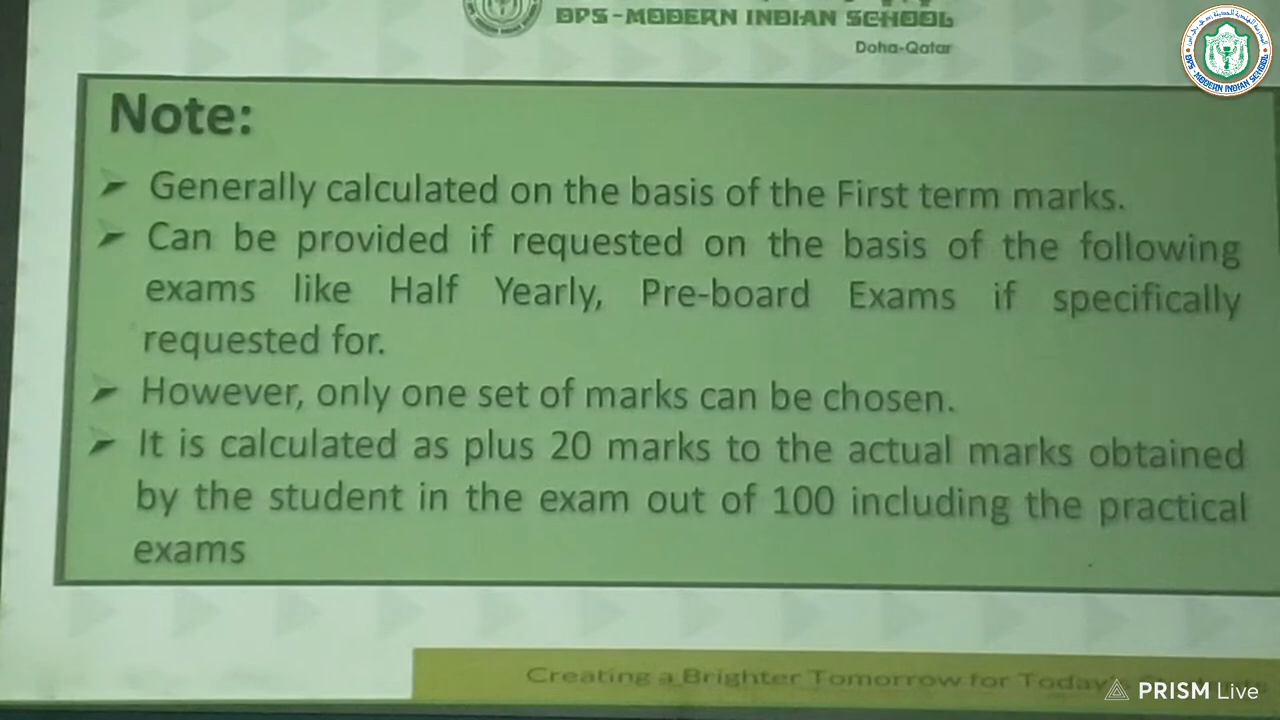 DPS-MODERN INDIAN SCHOOL
Doha-Qatar
DPS - MODERN INDIAN SCHOOL
Note:
Generally calculated on the basis of the First term marks.
Can be provided if requested on the basis of the following
exams like Half Yearly, Pre-board Exams if specifically
requested for.
However, only one set of marks can be chosen.
It is calculated as plus 20 marks to the actual marks obtained
by the student in the exam out of 100 including the practical
exams
Creating a Brighter Tomorrow for Today's
PRISM Live